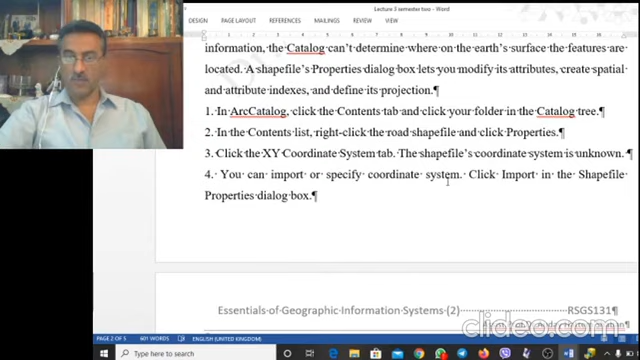 Lecture 3 semester two - Word
DESIGN PAGE LAYOUT REFERENCES MAILINGS REVIEW VIEW
information, the Catalog can't determine where on the earth's surface the features are
located. A shapefile's Properties dialog box lets you modify its attributes, create spatial
and attribute indexes, and define its projection.¶
1. In ArcCatalog, click the Contents tab and click your folder in the Catalog tree.¶
2. In the Contents list, right-click the road shapefile and click Properties.¶
3. Click the XY Coordinate System tab. The shapefile's coordinate system is unknown.¶
4. You can import or specify coordinate system. Click Import in the Shapefile
Properties dialog box.¶
Essentials of Geographic Information Systems (2) RSGS131¶
clideo.com
PAGE 2 OF 5 601 WORDS ENGLISH (UNITED KINGDOM)
Type here to search